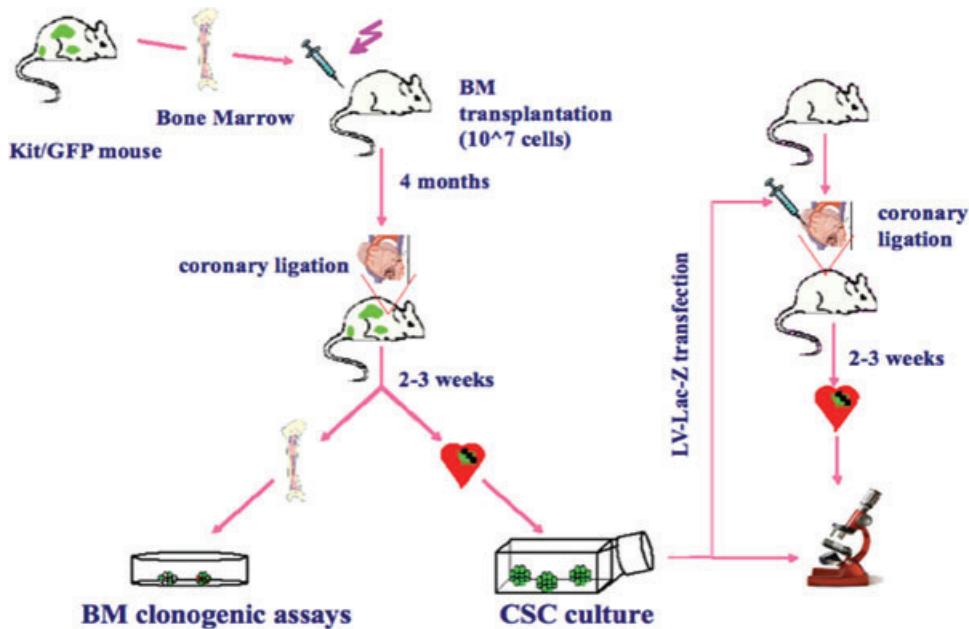 Kit/GFP mouse
Bone Marrow
BM
transplantation
(10^7 cells)
4 months
coronary ligation
2-3 weeks
BM clonogenic assays
CSC culture
LV-Lac-Z transfection
coronary
ligation
2-3 weeks